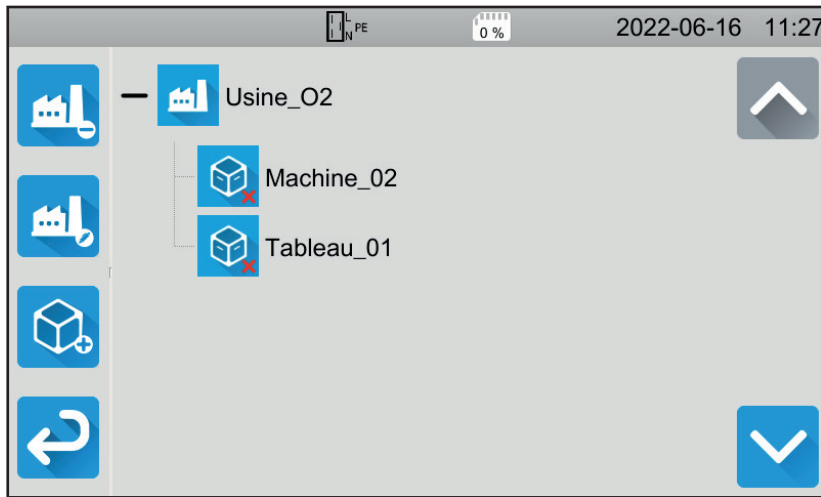 L
N PE
0 %
2022-06-16 11:27
Usine_O2
Machine_02
Tableau_01